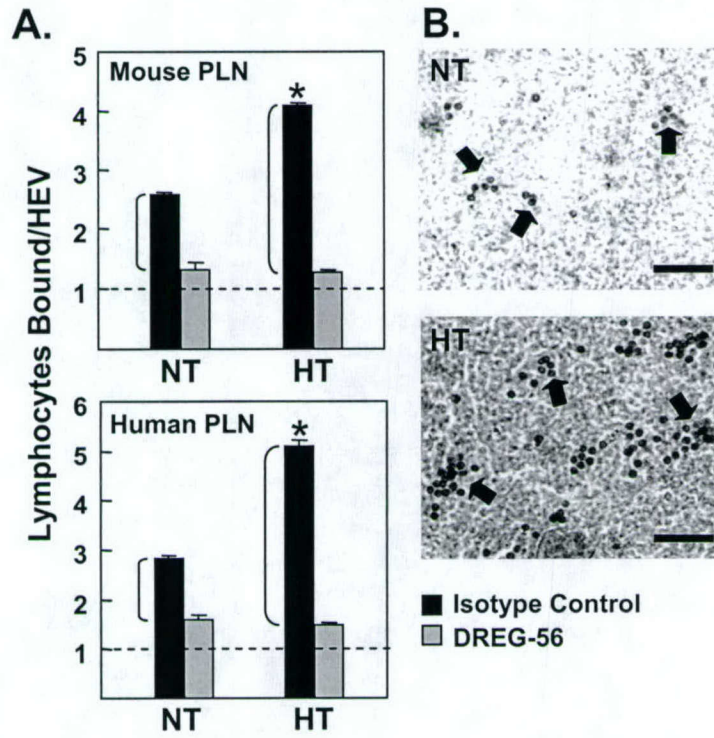 A.
Lymphocytes Bound/HEV
Mouse PLN
5
4
3
2
1
*
NT
HT
Human PLN
6
5
4
3
2
1
*
NT
HT
B.
NT
HT
Isotype Control
DREG-56